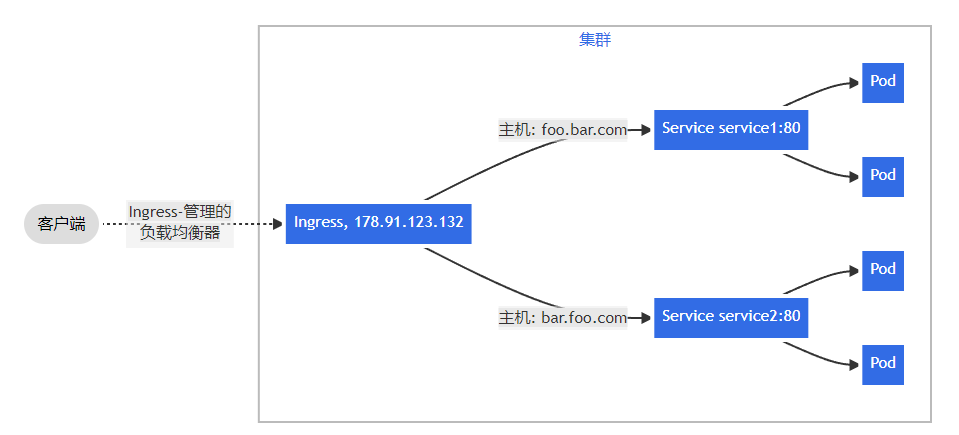 集群
Pod
主机: foo.bar.com
Service service1:80
Pod
客户端
Ingress-管理的
负载均衡器
Ingress, 178.91.123.132
Pod
主机: bar.foo.com
Service service2:80
Pod